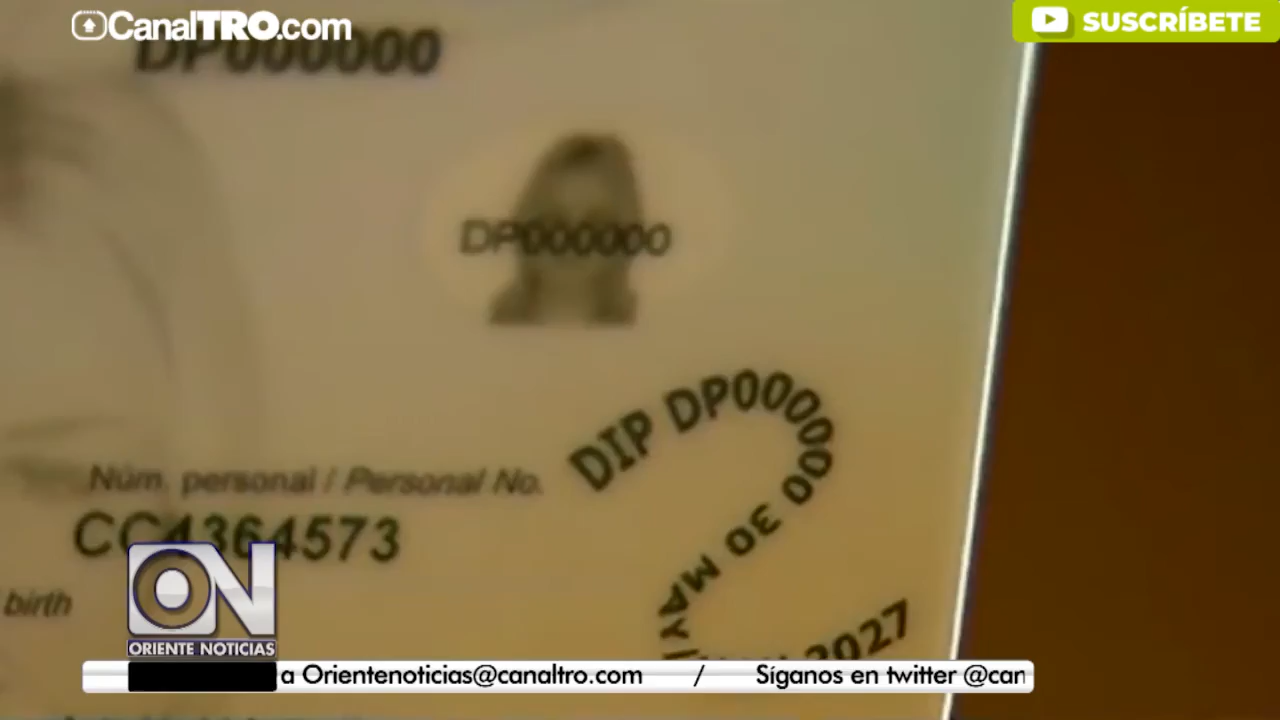 CanalTRO.com
SUSCRÍBETE
DP000000
DP000000
DIP DP000000 30 MAY 2027
Núm. personal / Personal No.
CC4364573
birth
ON
ORIENTE NOTICIAS
a Orientenoticias@canaltro.com / Síganos en twitter @can